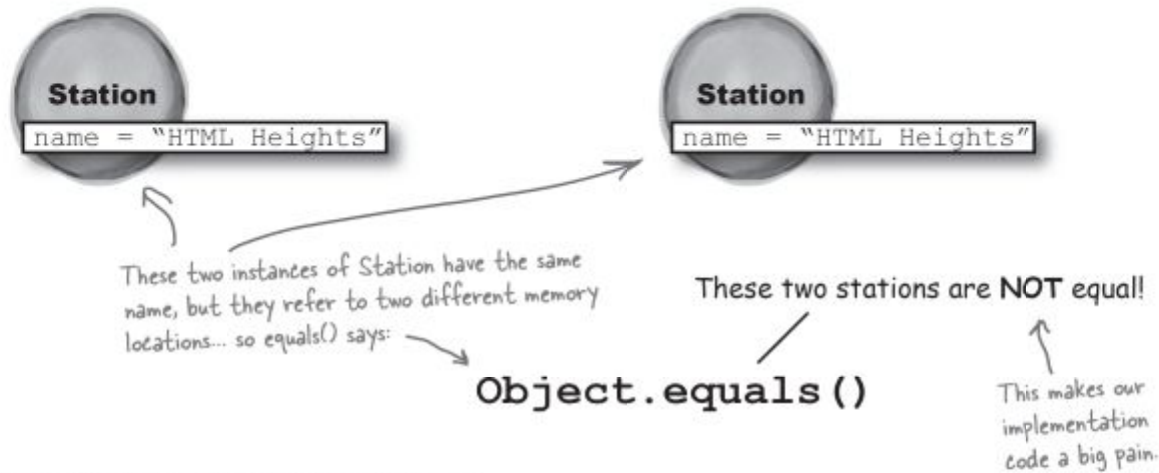 Station
name = “HTML Heights”
Station
name = “HTML Heights”
These two instances of Station have the same
name, but they refer to two different memory
locations... so equals() says:
These two stations are NOT equal!
Object.equals()
This makes our
implementation
code a big pain.